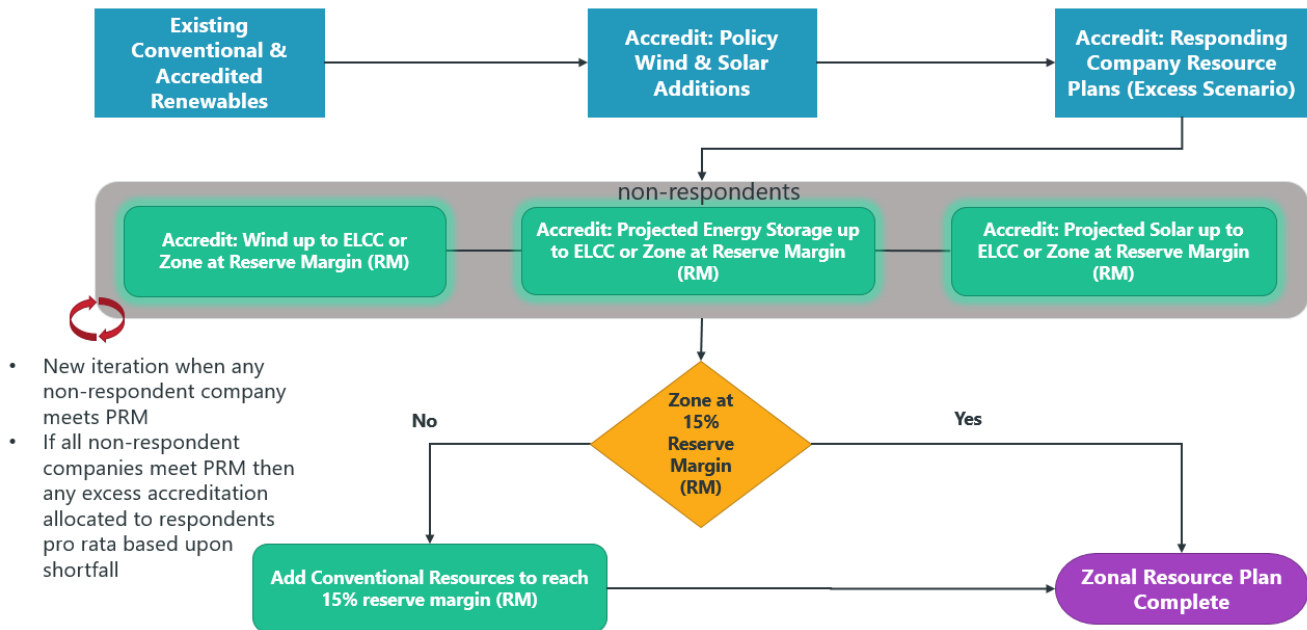 Existing
Conventional &
Accredited
Renewables
Accredit: Policy
Wind & Solar
Additions
Accredit: Responding
Company Resource
Plans (Excess Scenario)
non-respondents
Accredit: Wind up to ELCC or
Zone at Reserve Margin (RM)
Accredit: Projected Energy Storage up
to ELCC or Zone at Reserve Margin
(RM)
Accredit: Projected Solar up to
ELCC or Zone at Reserve Margin
(RM)
• New iteration when any
non-respondent company
meets PRM
• If all non-respondent
companies meet PRM then
any excess accreditation
allocated to respondents
pro rata based upon
shortfall
No
Zone at
15%
Reserve
Margin
(RM)
Yes
Add Conventional Resources to reach
15% reserve margin (RM)
Zonal Resource Plan
Complete